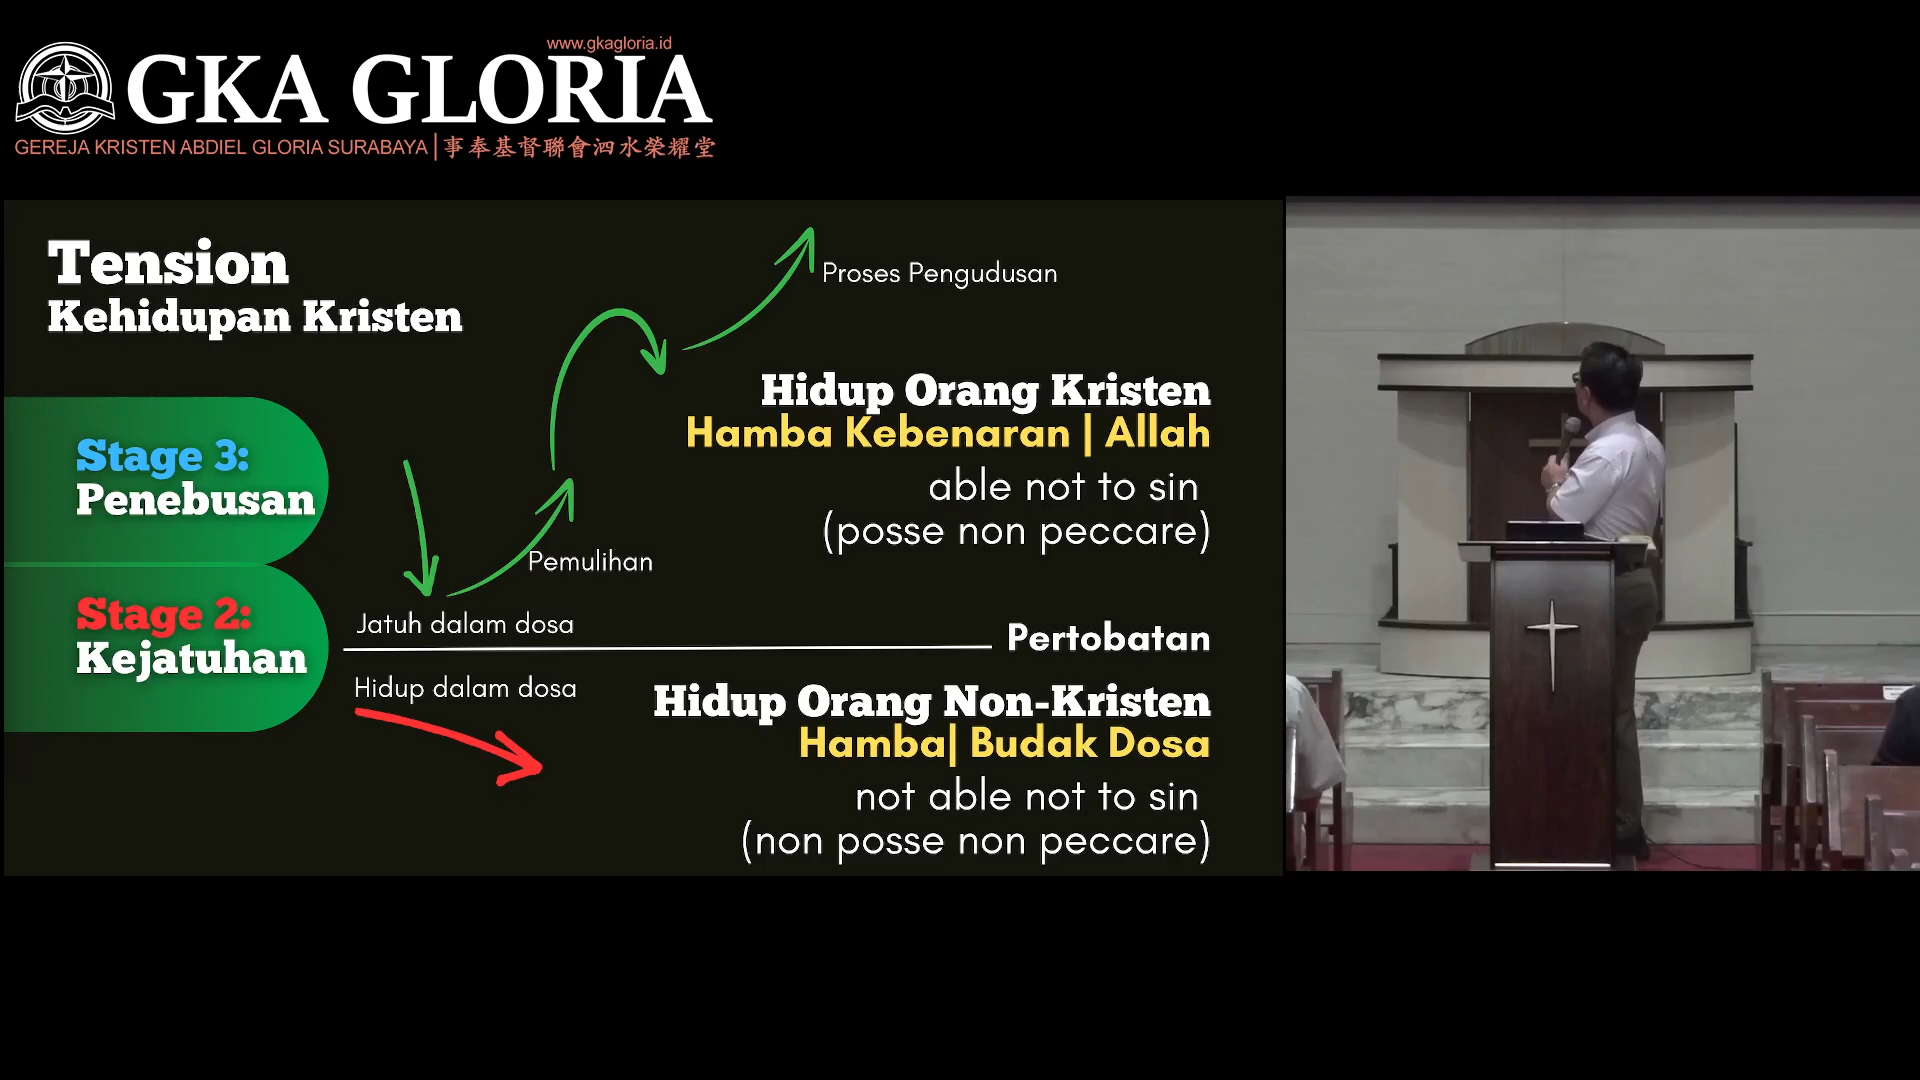 www.gkagloria.id
GKA GLORIA
GEREJA KRISTEN ABDIEL GLORIA SURABAYA | 事奉基督聯會泗水榮耀堂
Tension
Kehidupan Kristen
Proses Pengudusan
Hidup Orang Kristen
Hamba Kebenaran | Allah
able not to sin
(posse non peccare)
Stage 3:
Penebusan
Pemulihan
Jatuh dalam dosa
Pertobatan
Stage 2:
Kejatuhan
Hidup dalam dosa
Hidup Orang Non-Kristen
Hamba| Budak Dosa
not able not to sin
(non posse non peccare)